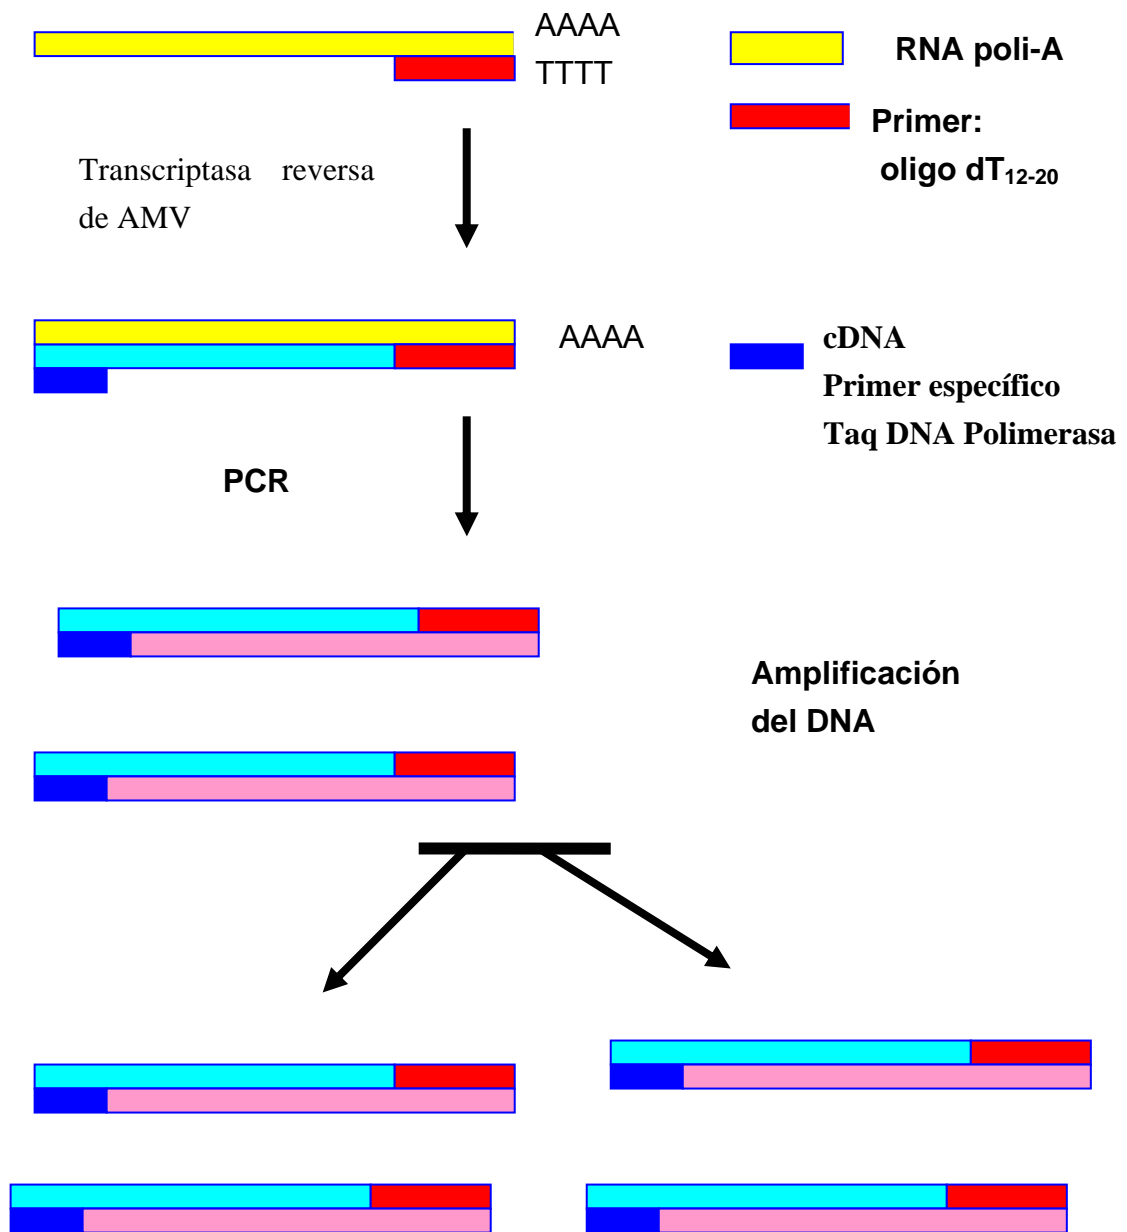 AAAA
TTTT
RNA poli-A
Primer:
oligo dT12-20
Transcriptasa reversa
de AMV
AAAA
cDNA
Primer específico
Taq DNA Polimerasa
PCR
Amplificación
del DNA